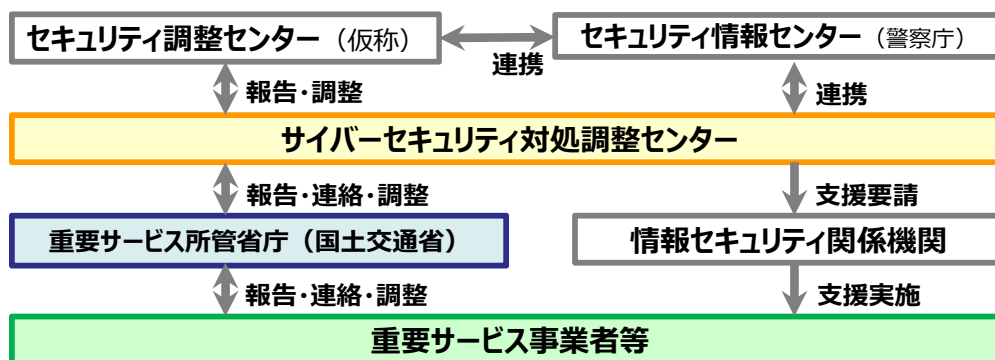 セキュリティ調整センター（仮称）
連携
セキュリティ情報センター（警察庁）
報告・調整
連携
サイバーセキュリティ対処調整センター
報告・連絡・調整
支援要請
重要サービス所管省庁（国土交通省）
情報セキュリティ関係機関
報告・連絡・調整
支援実施
重要サービス事業者等